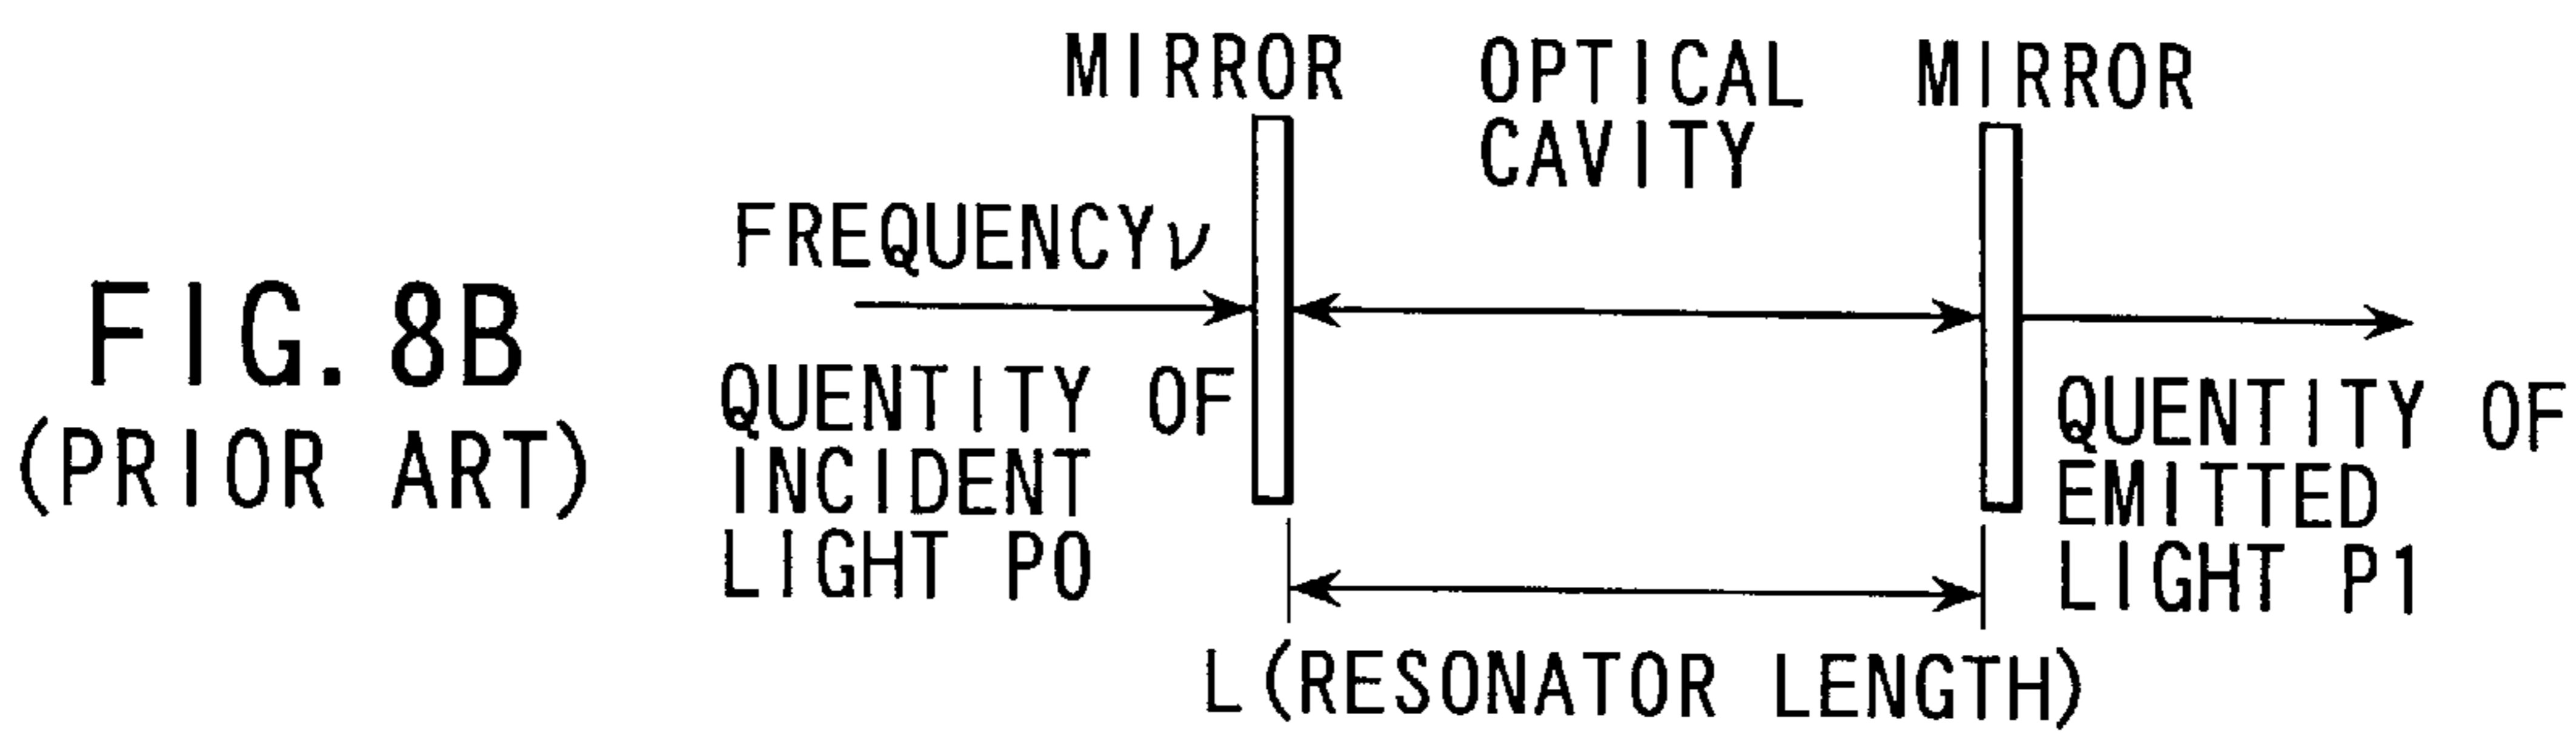 FIG. 8B
(PRIOR ART)
MIRROR
OPTICAL
CAVITY
MIRROR
FREQUENCY ν
QUENTITY OF
INCIDENT
LIGHT P0
QUENTITY OF
EMITTED
LIGHT P1
L (RESONATOR LENGTH)